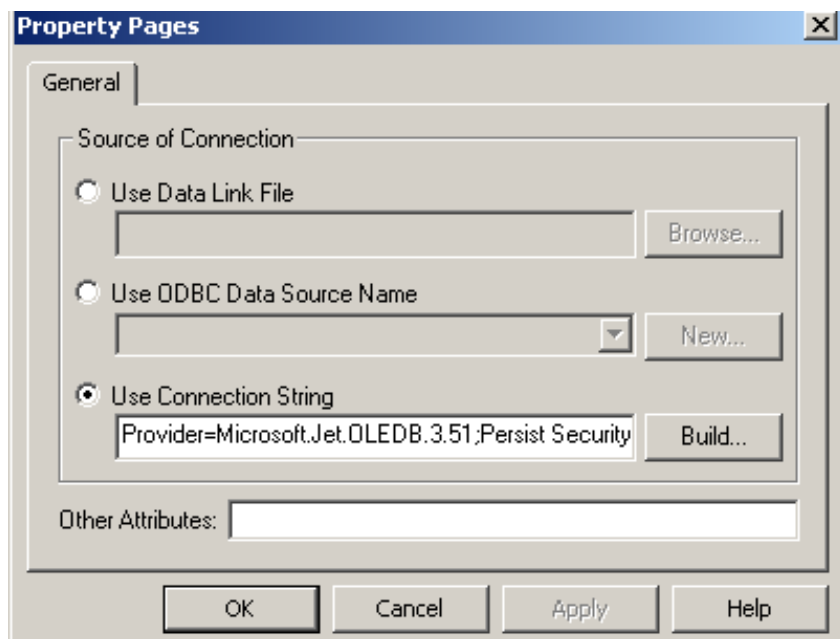 Property Pages
General
Source of Connection
Use Data Link File
Browse...
Use ODBC Data Source Name
New...
Use Connection String
Provider=Microsoft.Jet.OLEDB.3.51;Persist Security
Build...
Other Attributes:
OK Cancel Apply Help